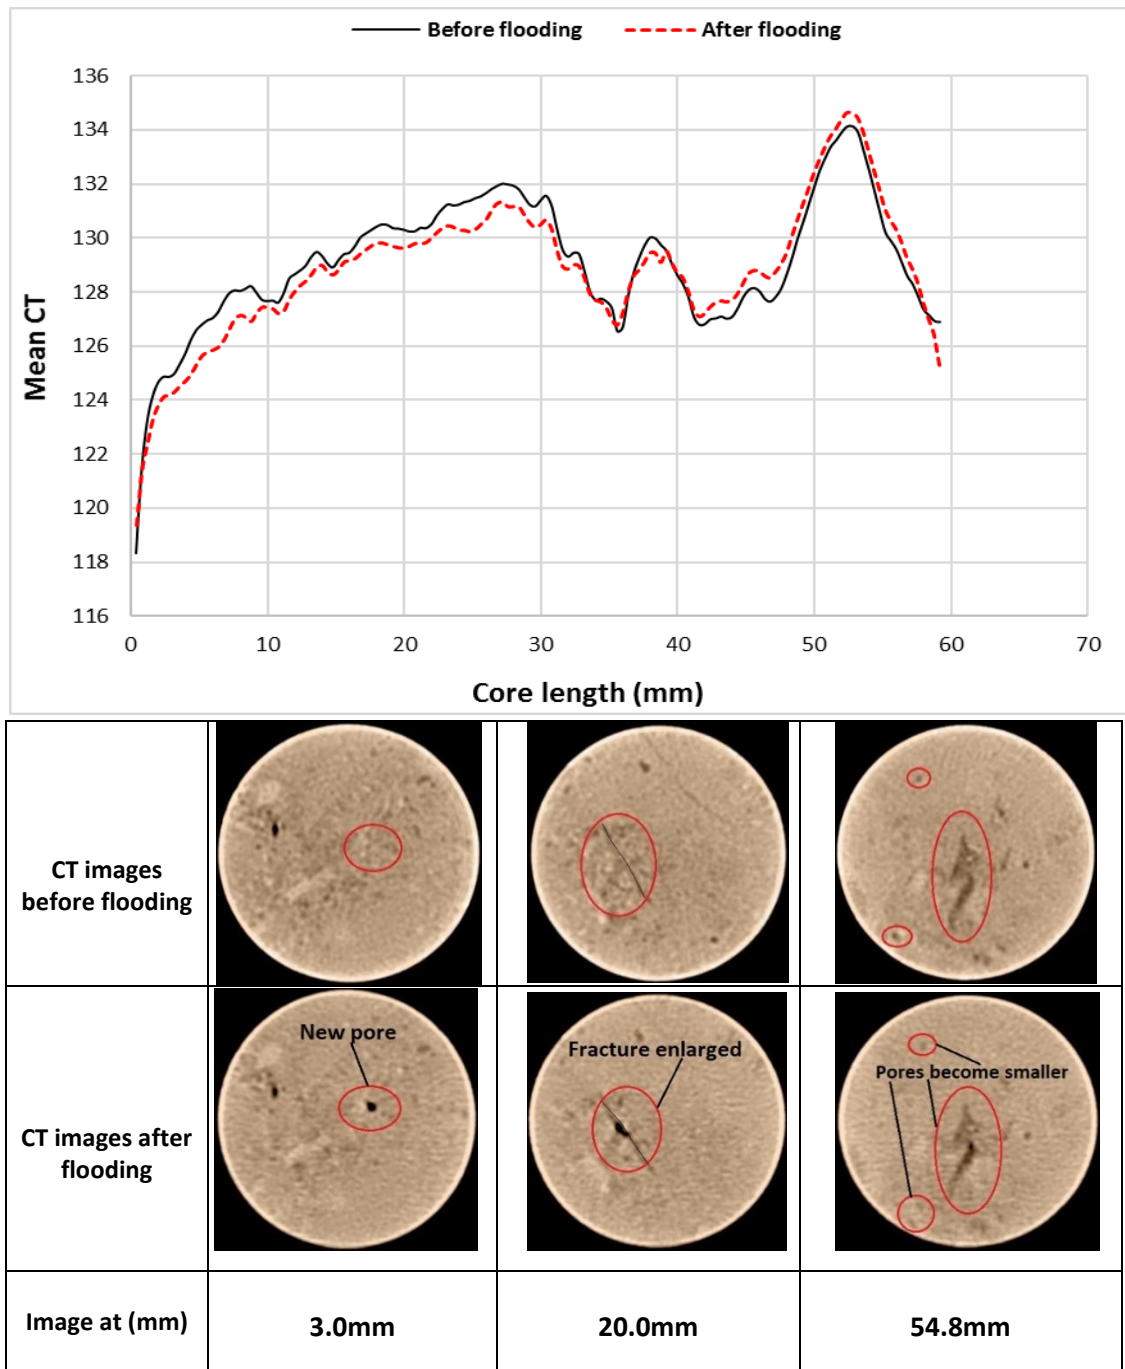 Before flooding After flooding
136
134
132
130
128
126
124
122
120
118
116
Mean CT
0 10 20 30 40 50 60 70
Core length (mm)
CT images
before flooding
CT images after
flooding
New pore
Fracture enlarged
Pores become smaller
Image at (mm) 3.0mm 20.0mm 54.8mm